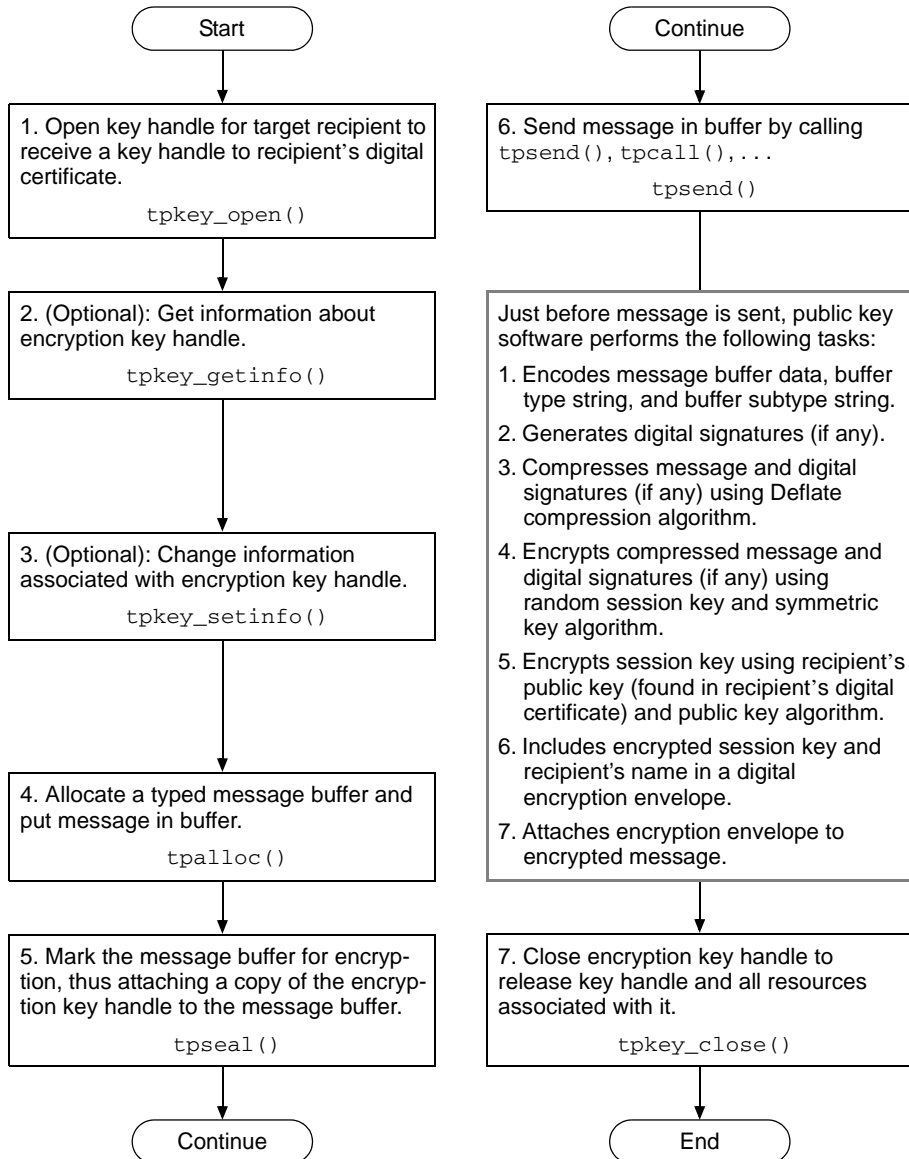 Start
1. Open key handle for target recipient to
receive a key handle to recipient's digital
certificate.
tpkey_open()
2. (Optional): Get information about
encryption key handle.
tpkey_getinfo()
3. (Optional): Change information
associated with encryption key handle.
tpkey_setinfo()
4. Allocate a typed message buffer and
put message in buffer.
tpalloc()
5. Mark the message buffer for encryp-
tion, thus attaching a copy of the encryp-
tion key handle to the message buffer.
tpseal()
Continue
Continue
6. Send message in buffer by calling
tpsend(), tpcall(), ...
tpsend()
Just before message is sent, public key
software performs the following tasks:
1. Encodes message buffer data, buffer
type string, and buffer subtype string.
2. Generates digital signatures (if any).
3. Compresses message and digital
signatures (if any) using Deflate
compression algorithm.
4. Encrypts compressed message and
digital signatures (if any) using
random session key and symmetric
key algorithm.
5. Encrypts session key using recipient's
public key (found in recipient's digital
certificate) and public key algorithm.
6. Includes encrypted session key and
recipient's name in a digital
encryption envelope.
7. Attaches encryption envelope to
encrypted message.
7. Close encryption key handle to
release key handle and all resources
associated with it.
tpkey_close()
End